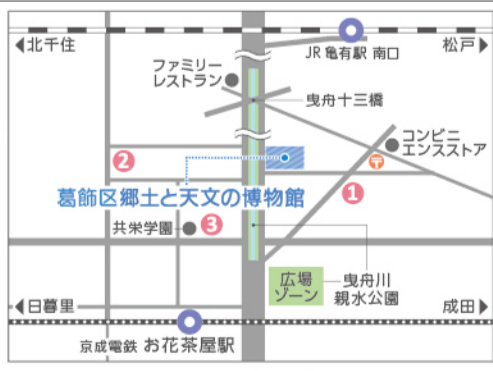 ◀北千住
松戸▶
JR 亀有駅 南口
ファミリー
レストラン
曳舟十三橋
コンビニ
エンスストア
〒
2
1
葛飾区郷土と天文の博物館
共栄学園
3
広場
ゾーン
曳舟川
親水公園
◀日暮里
成田▶
京成電鉄 お花茶屋駅